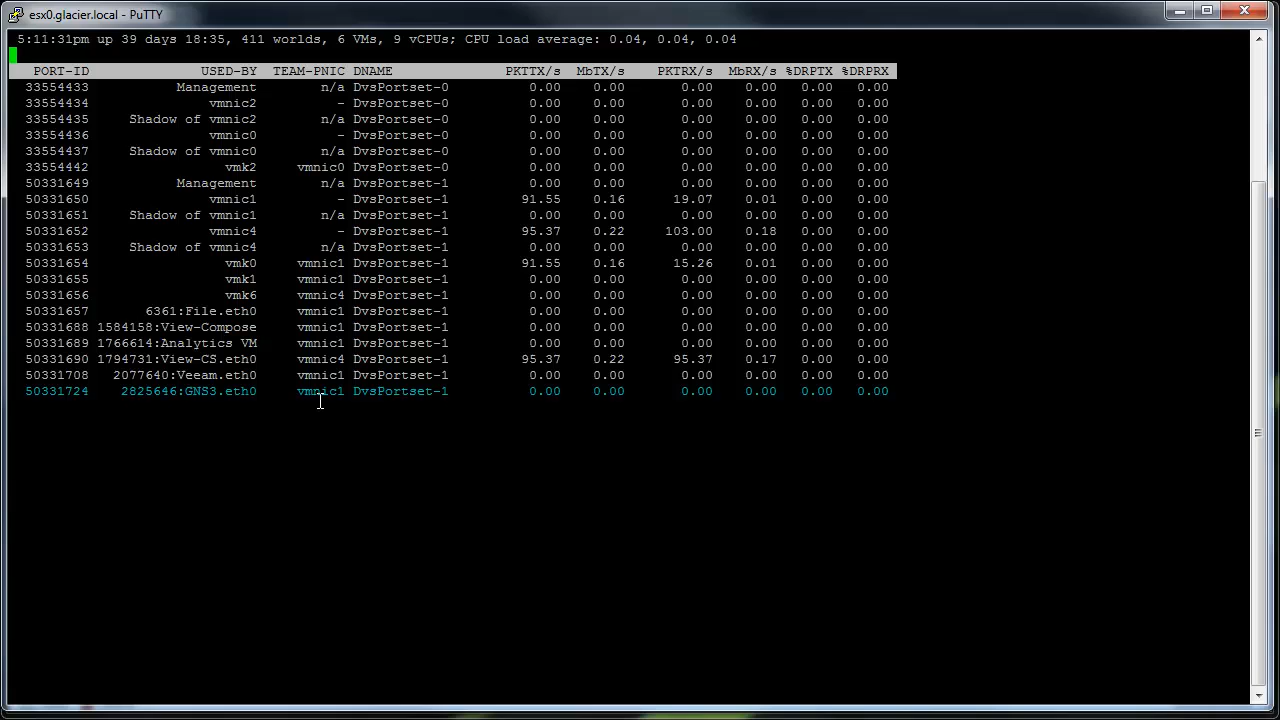 esx0.glacier.local - PuTTY
5:11:31pm up 39 days 18:35, 411 worlds, 6 VMs, 9 vCPUs; CPU load average: 0.04, 0.04, 0.04
PORT-ID USED-BY TEAM-PNIC DNAME PKTTX/s MbTX/s PKTRX/s MbRX/s %DRPTX %DRPRX
33554433 Management n/a DvsPortset-0 0.00 0.00 0.00 0.00 0.00 0.00
33554434 vmnic2 - DvsPortset-0 0.00 0.00 0.00 0.00 0.00 0.00
33554435 Shadow of vmnic2 n/a DvsPortset-0 0.00 0.00 0.00 0.00 0.00 0.00
33554436 vmnic0 - DvsPortset-0 0.00 0.00 0.00 0.00 0.00 0.00
33554437 Shadow of vmnic0 n/a DvsPortset-0 0.00 0.00 0.00 0.00 0.00 0.00
33554442 vmk2 vmnic0 DvsPortset-0 0.00 0.00 0.00 0.00 0.00 0.00
50331649 Management n/a DvsPortset-1 0.00 0.00 0.00 0.00 0.00 0.00
50331650 vmnic1 - DvsPortset-1 91.55 0.16 19.07 0.01 0.00 0.00
50331651 Shadow of vmnic1 n/a DvsPortset-1 0.00 0.00 0.00 0.00 0.00 0.00
50331652 vmnic4 - DvsPortset-1 95.37 0.22 103.00 0.18 0.00 0.00
50331653 Shadow of vmnic4 n/a DvsPortset-1 0.00 0.00 0.00 0.00 0.00 0.00
50331654 vmk0 vmnic1 DvsPortset-1 91.55 0.16 15.26 0.01 0.00 0.00
50331655 vmk1 vmnic1 DvsPortset-1 0.00 0.00 0.00 0.00 0.00 0.00
50331656 vmk6 vmnic4 DvsPortset-1 0.00 0.00 0.00 0.00 0.00 0.00
50331657 6361:File.eth0 vmnic1 DvsPortset-1 0.00 0.00 0.00 0.00 0.00 0.00
50331688 1584158:View-Compose vmnic1 DvsPortset-1 0.00 0.00 0.00 0.00 0.00 0.00
50331689 1766614:Analytics VM vmnic1 DvsPortset-1 0.00 0.00 0.00 0.00 0.00 0.00
50331690 1794731:View-CS.eth0 vmnic4 DvsPortset-1 95.37 0.22 95.37 0.17 0.00 0.00
50331708 2077640:Veeam.eth0 vmnic1 DvsPortset-1 0.00 0.00 0.00 0.00 0.00 0.00
50331724 2825646:GNS3.eth0 vmnic1 DvsPortset-1 0.00 0.00 0.00 0.00 0.00 0.00